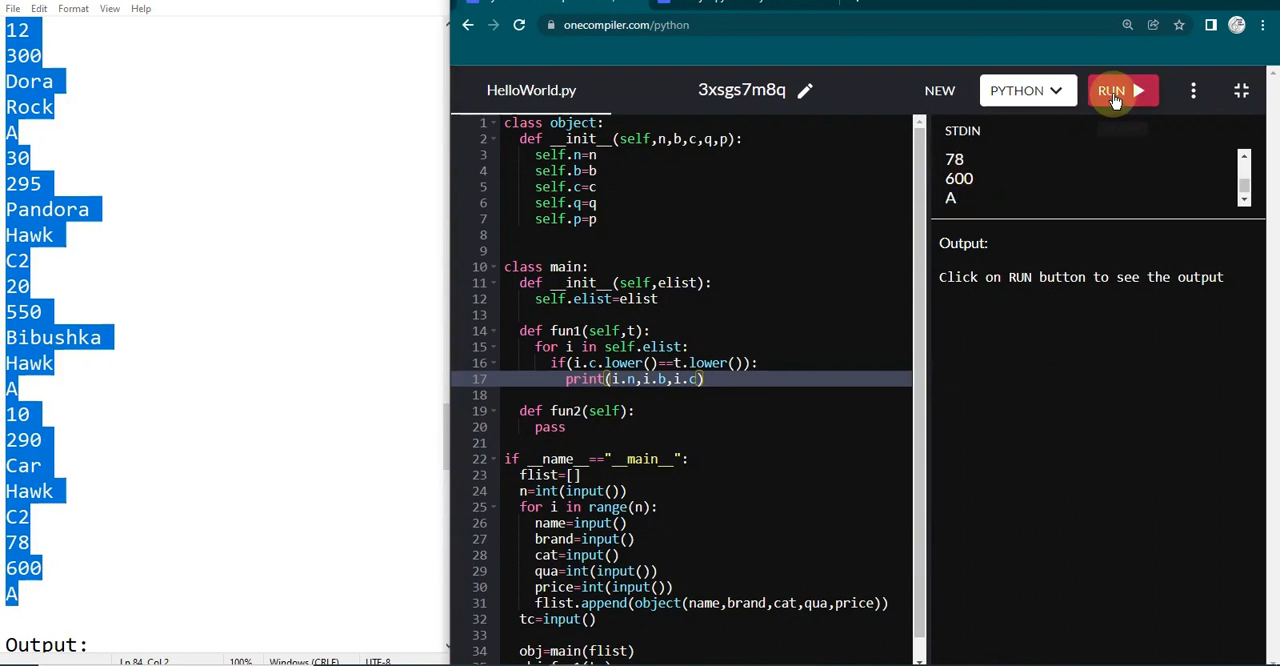 File Edit Format View Help
12
300
Dora
Rock
A
30
295
Pandora
Hawk
C2
20
550
Bibushka
Hawk
A
10
290
Car
Hawk
C2
78
600
A
Output:
Ln 84, Col 2 100% Windows (CRLF) UTF-8
onecompiler.com/python
HelloWorld.py 3xsgs7m8q NEW PYTHON RUN
1 class object:
2 def __init__(self,n,b,c,q,p):
3 self.n=n
4 self.b=b
5 self.c=c
6 self.q=q
7 self.p=p
8
9
10 class main:
11 def __init__(self,elist):
12 self.elist=elist
13
14 def fun1(self,t):
15 for i in self.elist:
16 if(i.c.lower()==t.lower()):
17 print(i.n,i.b,i.c)
18
19 def fun2(self):
20 pass
21
22 if __name__=="__main__":
23 flist=[]
24 n=int(input())
25 for i in range(n):
26 name=input()
27 brand=input()
28 cat=input()
29 qua=int(input())
30 price=int(input())
31 flist.append(object(name,brand,cat,qua,price))
32 tc=input()
33
34 obj=main(flist)
STDIN
78
600
A
Output:
Click on RUN button to see the output